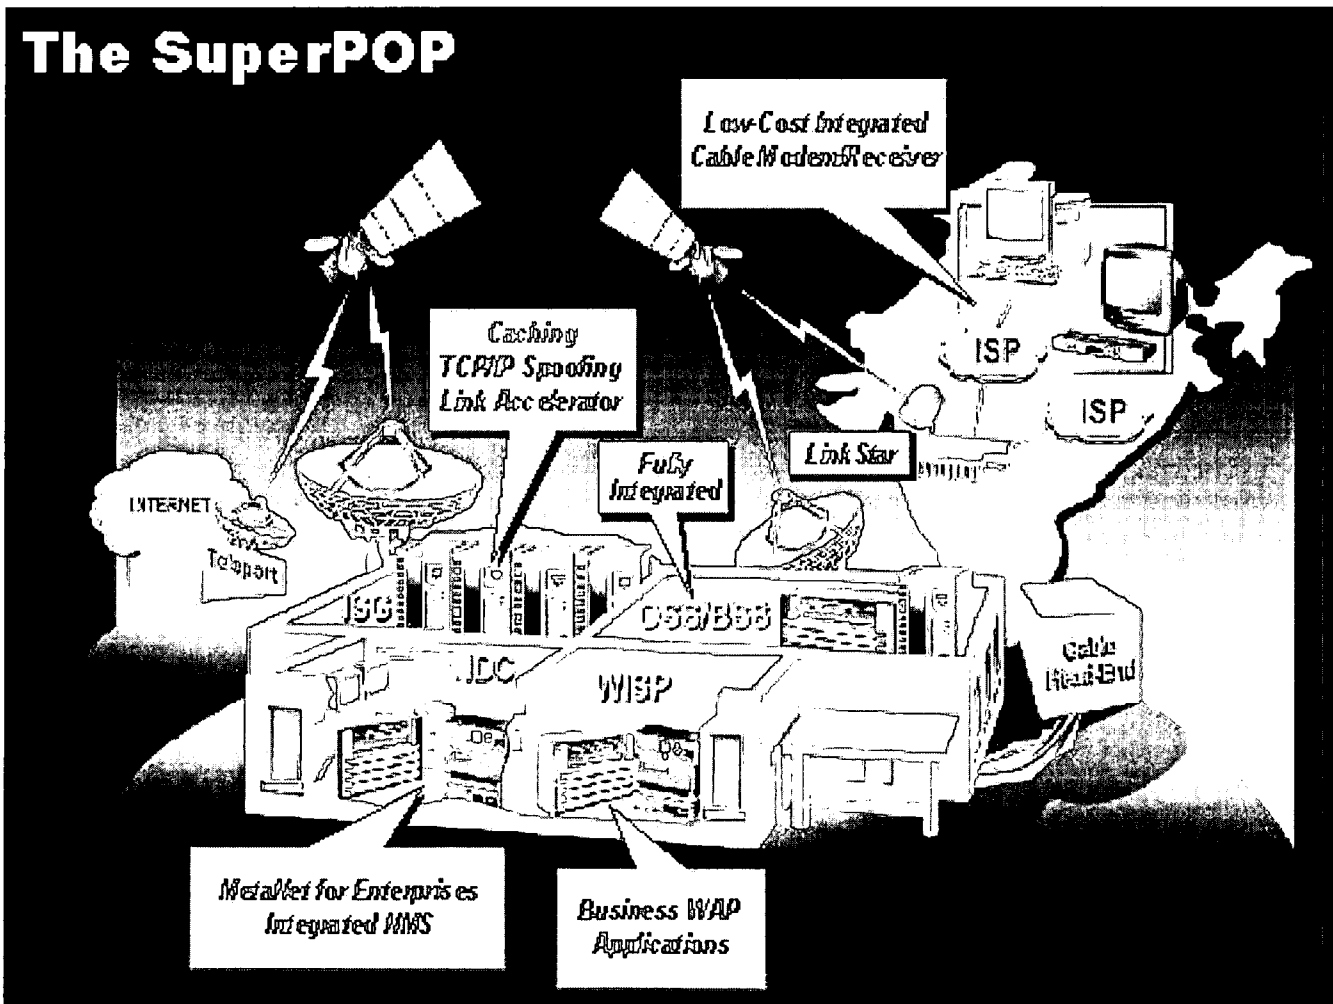 The SuperPOP
Low-Cost Integrated
Cable Modem/Receiver
Caching
TCP/IP Spoofing
Link Accelerator
ISP
ISP
Link Star
Fully
Integrated
INTERNET
Teleport
ISG
OSS/BSS
IDC
WISP
Cable
Head-End
MetaNet for Enterprises
Integrated NMS
Business WAP
Applications